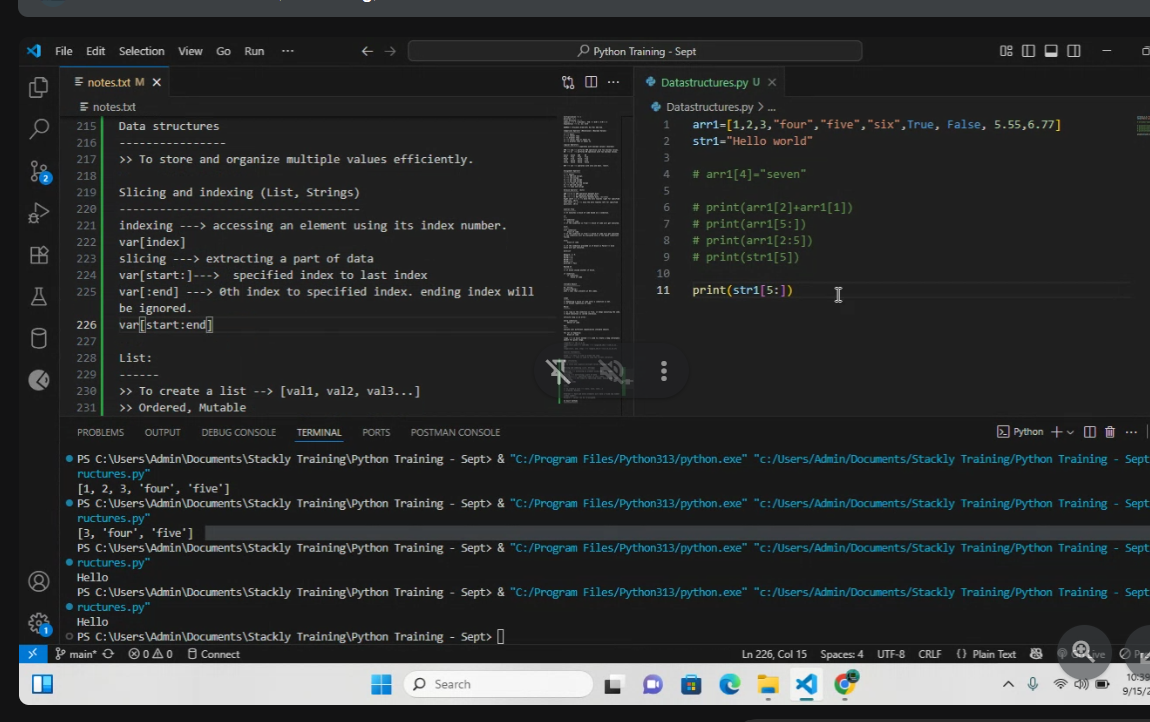 File Edit Selection View Go Run ···
Python Training - Sept
notes.txt M
Datastructures.py U
notes.txt
Datastructures.py > ...
215 Data structures
216 ----------------
217 >> To store and organize multiple values efficiently.
218
219 Slicing and indexing (List, Strings)
220 ------------------------------------
221 indexing ---> accessing an element using its index number.
222 var[index]
223 slicing ---> extracting a part of data
224 var[start:]---> specified index to last index
225 var[:end] ---> 0th index to specified index. ending index will
be ignored.
226 var[start:end]
227
228 List:
229 ------
230 >> To create a list --> [val1, val2, val3...]
231 >> Ordered, Mutable
1 arr1=[1,2,3,"four","five","six",True, False, 5.55,6.77]
2 str1="Hello world"
3
4 # arr1[4]="seven"
5
6 # print(arr1[2]+arr1[1])
7 # print(arr1[5:])
8 # print(arr1[2:5])
9 # print(str1[5])
10
11 print(str1[5:])
PROBLEMS OUTPUT DEBUG CONSOLE TERMINAL PORTS POSTMAN CONSOLE
Python
PS C:\Users\Admin\Documents\Stackly Training\Python Training - Sept> & "C:/Program Files/Python313/python.exe" "c:/Users/Admin/Documents/Stackly Training/Python Training - Sept
ructures.py"
[1, 2, 3, 'four', 'five']
PS C:\Users\Admin\Documents\Stackly Training\Python Training - Sept> & "C:/Program Files/Python313/python.exe" "c:/Users/Admin/Documents/Stackly Training/Python Training - Sept
ructures.py"
[3, 'four', 'five']
PS C:\Users\Admin\Documents\Stackly Training\Python Training - Sept> & "C:/Program Files/Python313/python.exe" "c:/Users/Admin/Documents/Stackly Training/Python Training - Sept
ructures.py"
Hello
PS C:\Users\Admin\Documents\Stackly Training\Python Training - Sept> & "C:/Program Files/Python313/python.exe" "c:/Users/Admin/Documents/Stackly Training/Python Training - Sept
ructures.py"
Hello
PS C:\Users\Admin\Documents\Stackly Training\Python Training - Sept>
main* 0 0 Connect
Ln 226, Col 15 Spaces: 4 UTF-8 CRLF {} Plain Text
Search
10:39
9/15/2
2
1